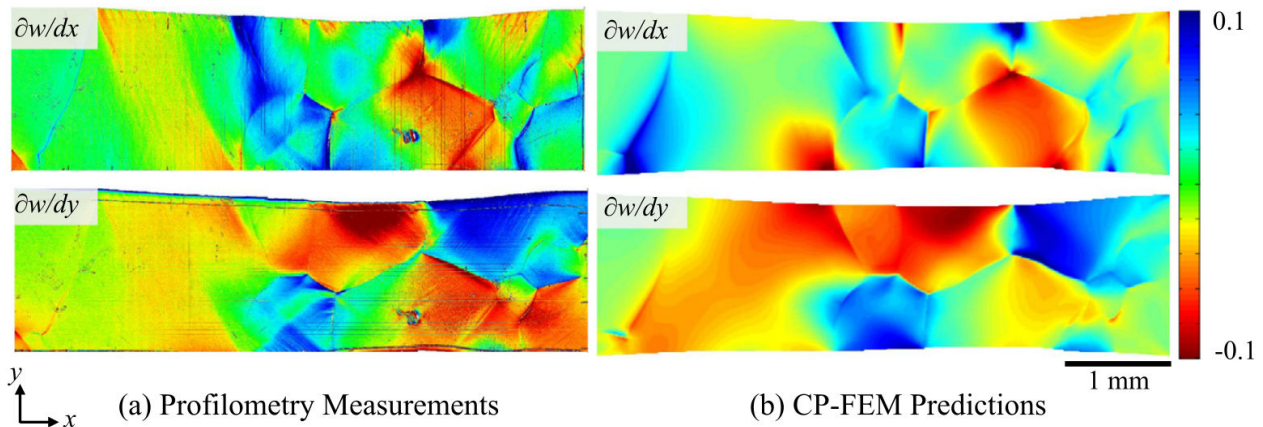 ∂w/dx
∂w/dx
0.1
∂w/dy
∂w/dy
-0.1
1 mm
y
x
(a) Profilometry Measurements
(b) CP-FEM Predictions